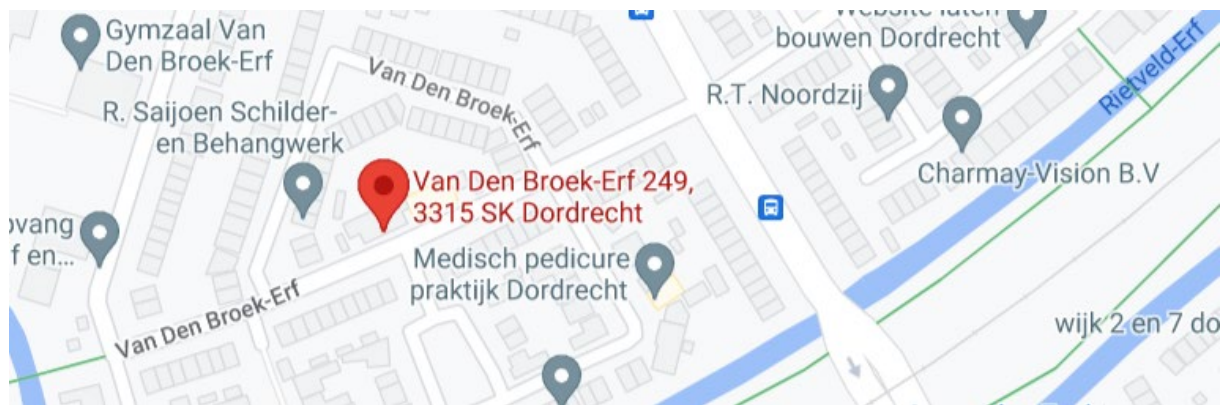 Gymzaal Van
Den Broek-Erf
Website laten
bouwen Dordrecht
Van Den Broek-Erf
R.T. Noordzij
Rietveld-Erf
R. Saijoen Schilder-
en Behangwerk
Charmay-Vision B.V
Van Den Broek-Erf 249,
3315 SK Dordrecht
f en...
Medisch pedicure
praktijk Dordrecht
Van Den Broek-Erf
wijk 2 en 7 do